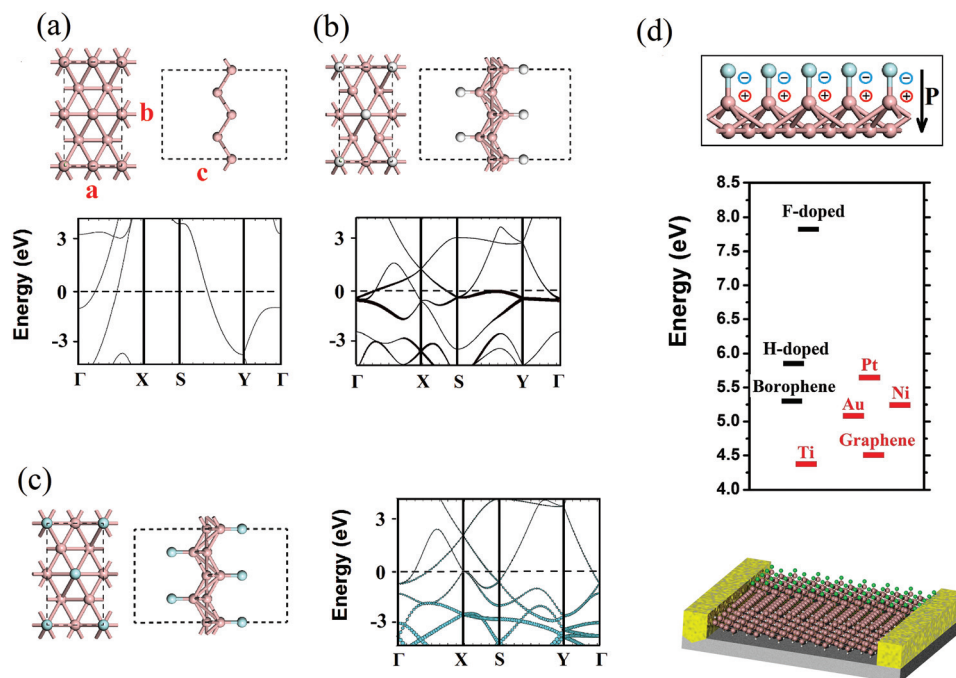 (a)
b
a
c
Energy (eV)
3
0
-3
Γ X S Y Γ
(b)
3
0
-3
Γ X S Y Γ
(c)
Energy (eV)
3
0
-3
Γ X S Y Γ
(d)
− − − − −
+ + + + +
P
Energy (eV)
8.5
8.0
7.5
7.0
6.5
6.0
5.5
5.0
4.5
4.0
F-doped
H-doped
Pt
Borophene
Ni
Au
Graphene
Ti